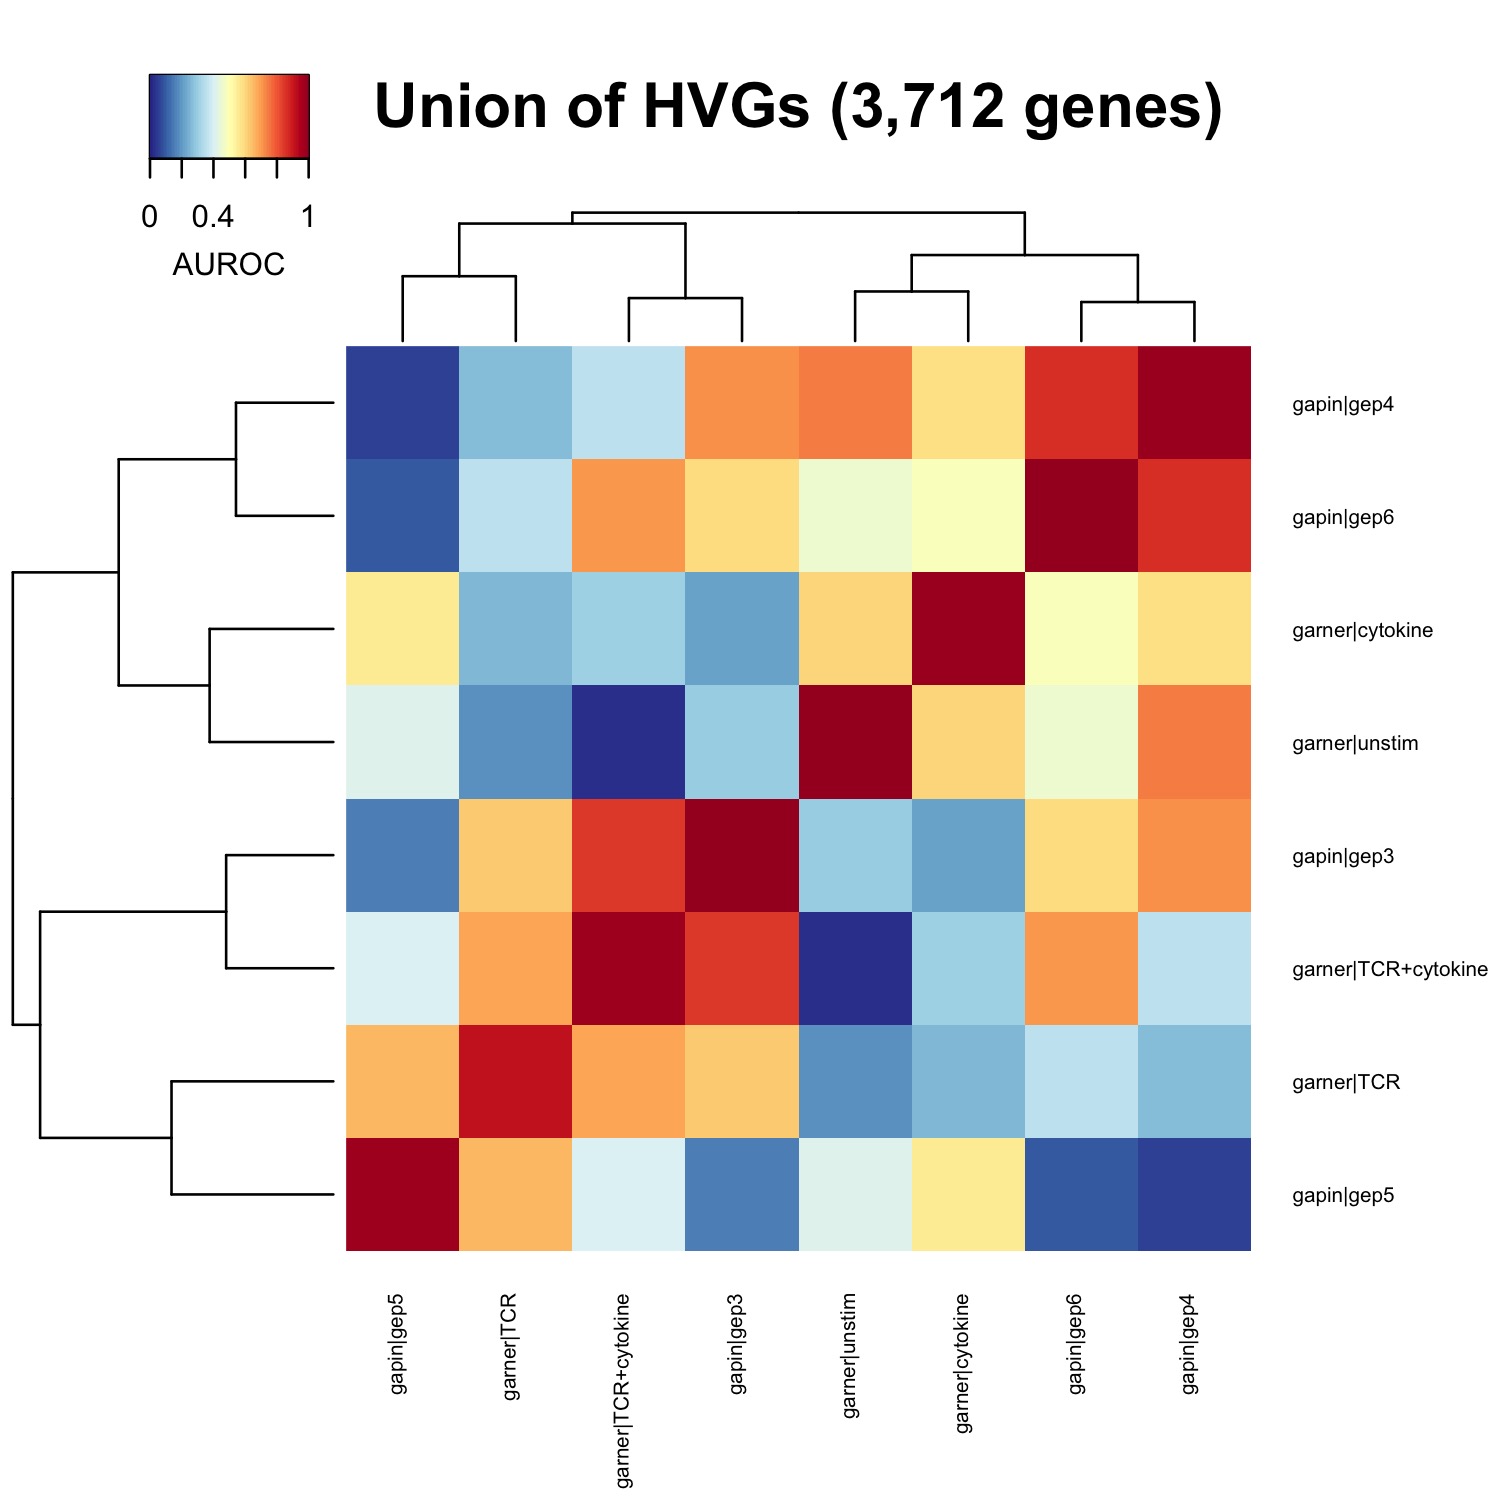 Union of HVGs (3,712 genes)
0 0.4 1
AUROC
gapin|gep4
gapin|gep6
garner|cytokine
garner|unstim
gapin|gep3
garner|TCR+cytokine
garner|TCR
gapin|gep5
gapin|gep5
garner|TCR
garner|TCR+cytokine
gapin|gep3
garner|unstim
garner|cytokine
gapin|gep6
gapin|gep4